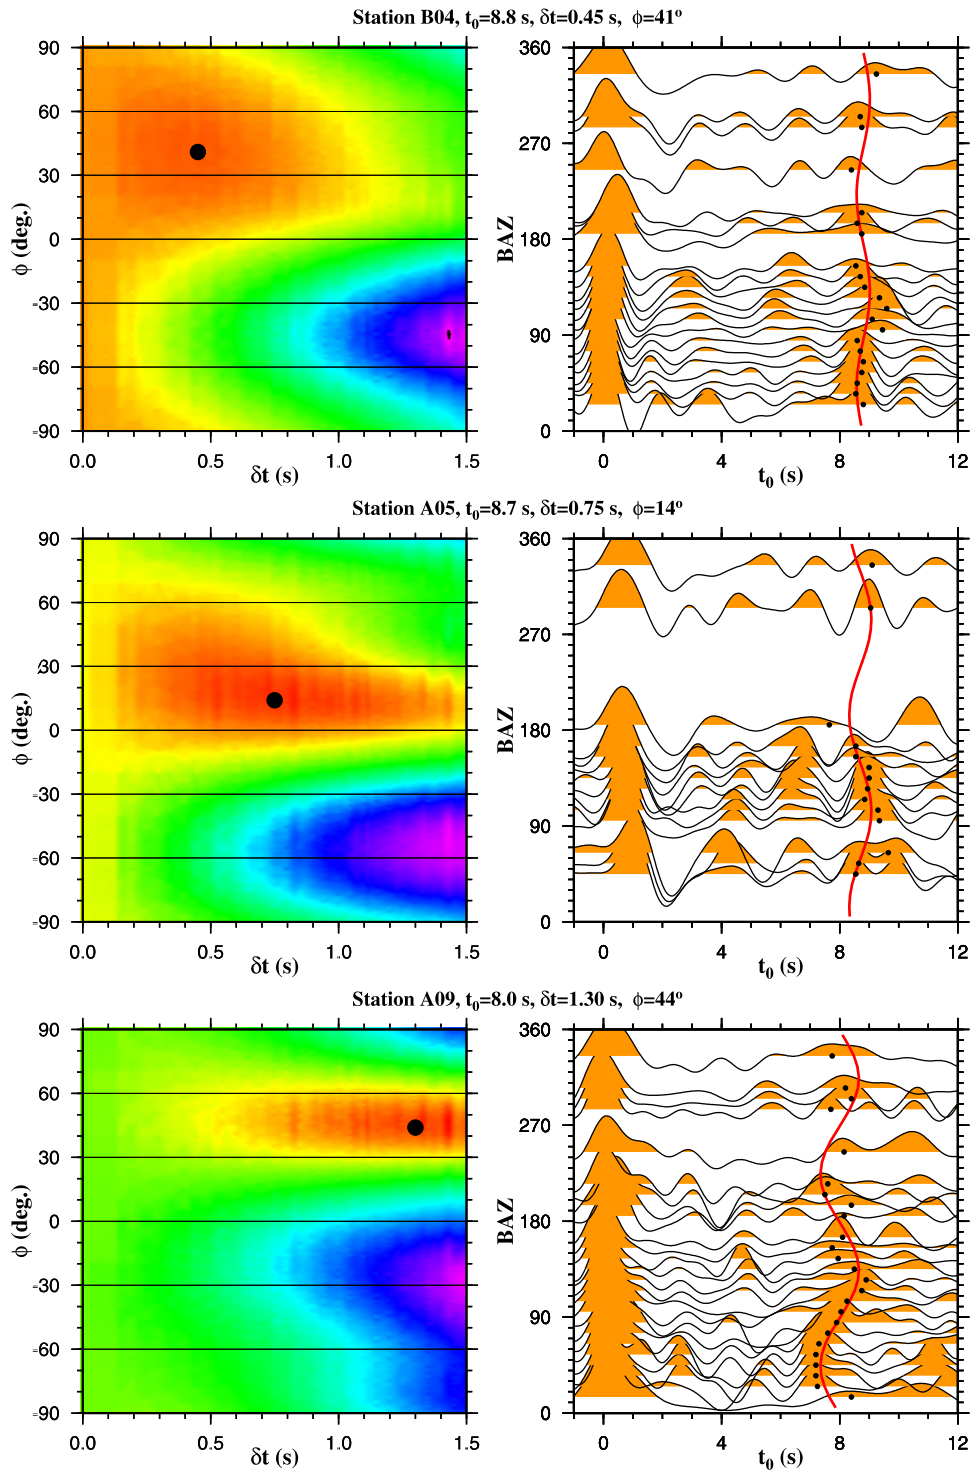 Station B04, t0=8.8 s, δt=0.45 s, ϕ=41°
90
60
30
0
-30
-60
-90
ϕ (deg.)
0.0 0.5 1.0 1.5
δt (s)
360
270
180
90
0
BAZ
0 4 8 12
t0 (s)
Station A05, t0=8.7 s, δt=0.75 s, ϕ=14°
90
60
30
0
-30
-60
-90
ϕ (deg.)
0.0 0.5 1.0 1.5
δt (s)
360
270
180
90
0
BAZ
0 4 8 12
t0 (s)
Station A09, t0=8.0 s, δt=1.30 s, ϕ=44°
90
60
30
0
-30
-60
-90
ϕ (deg.)
0.0 0.5 1.0 1.5
δt (s)
360
270
180
90
0
BAZ
0 4 8 12
t0 (s)